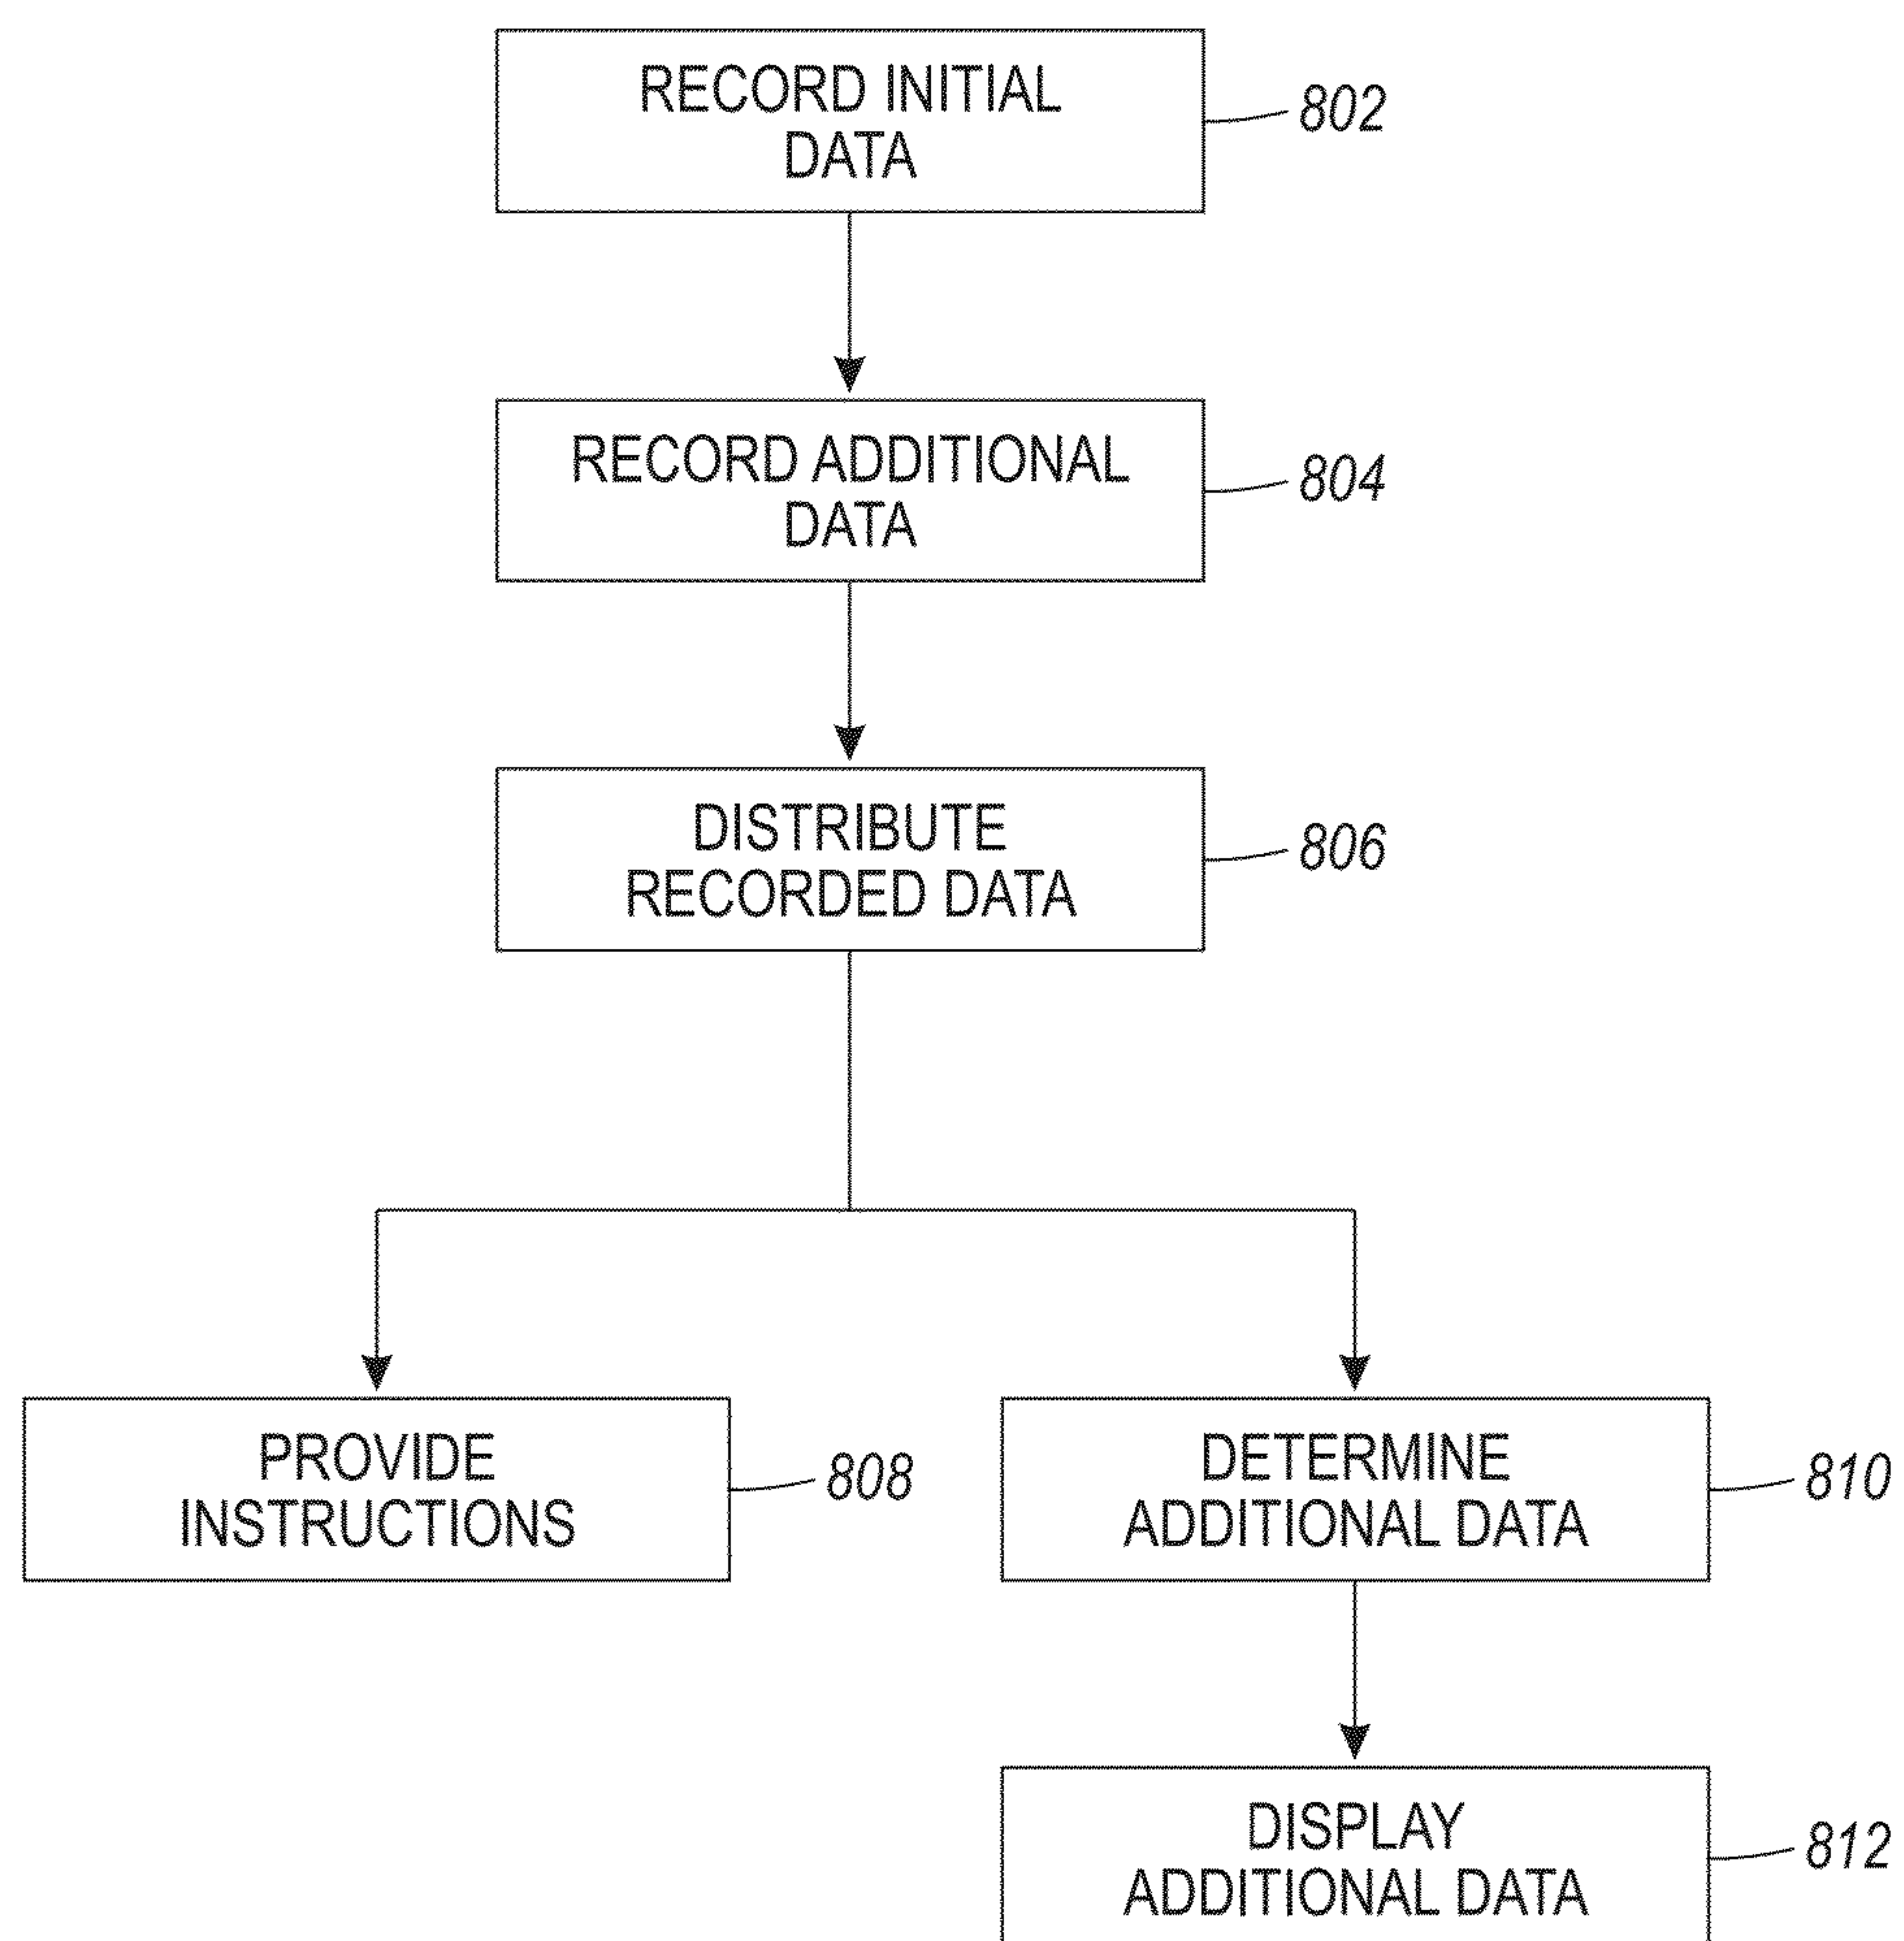 RECORD INITIAL
DATA
802
RECORD ADDITIONAL
DATA
804
DISTRIBUTE
RECORDED DATA
806
PROVIDE
INSTRUCTIONS
808
DETERMINE
ADDITIONAL DATA
810
DISPLAY
ADDITIONAL DATA
812